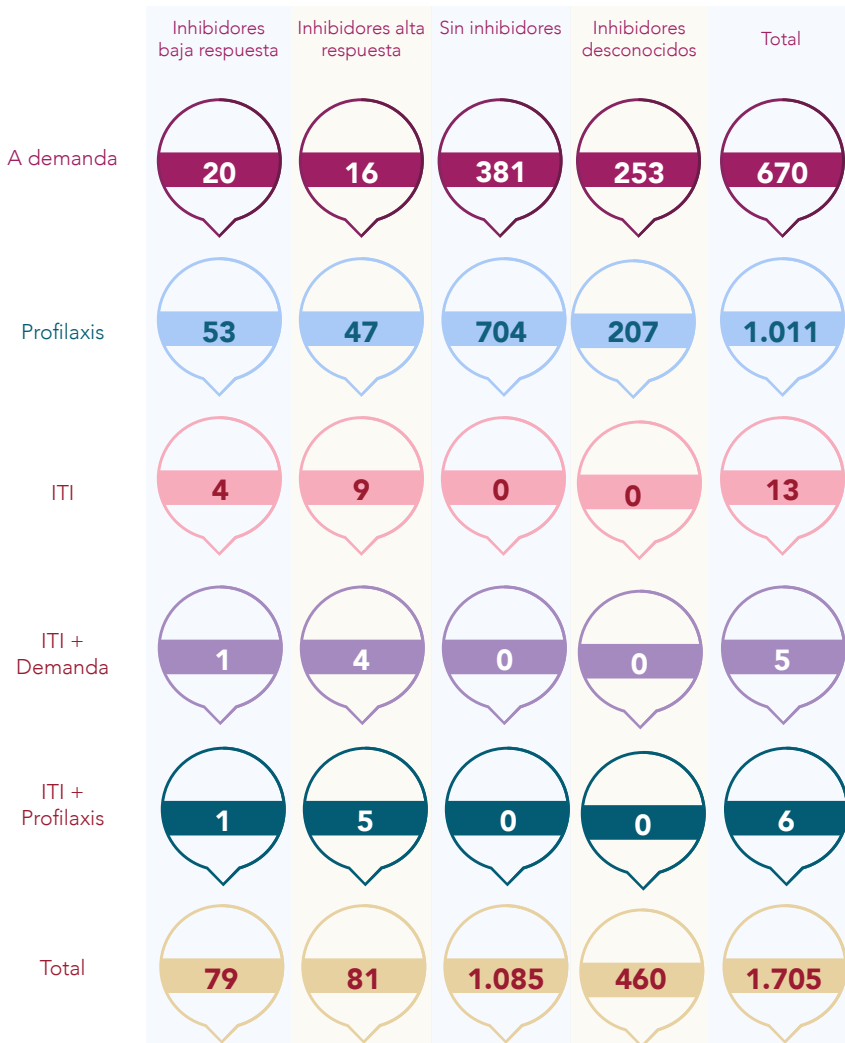 Inhibidores
baja respuesta
Inhibidores alta
respuesta
Sin inhibidores
Inhibidores
desconocidos
Total
A demanda
20
16
381
253
670
Profilaxis
53
47
704
207
1.011
ITI
4
9
0
0
13
ITI +
Demanda
1
4
0
0
5
ITI +
Profilaxis
1
5
0
0
6
Total
79
81
1.085
460
1.705